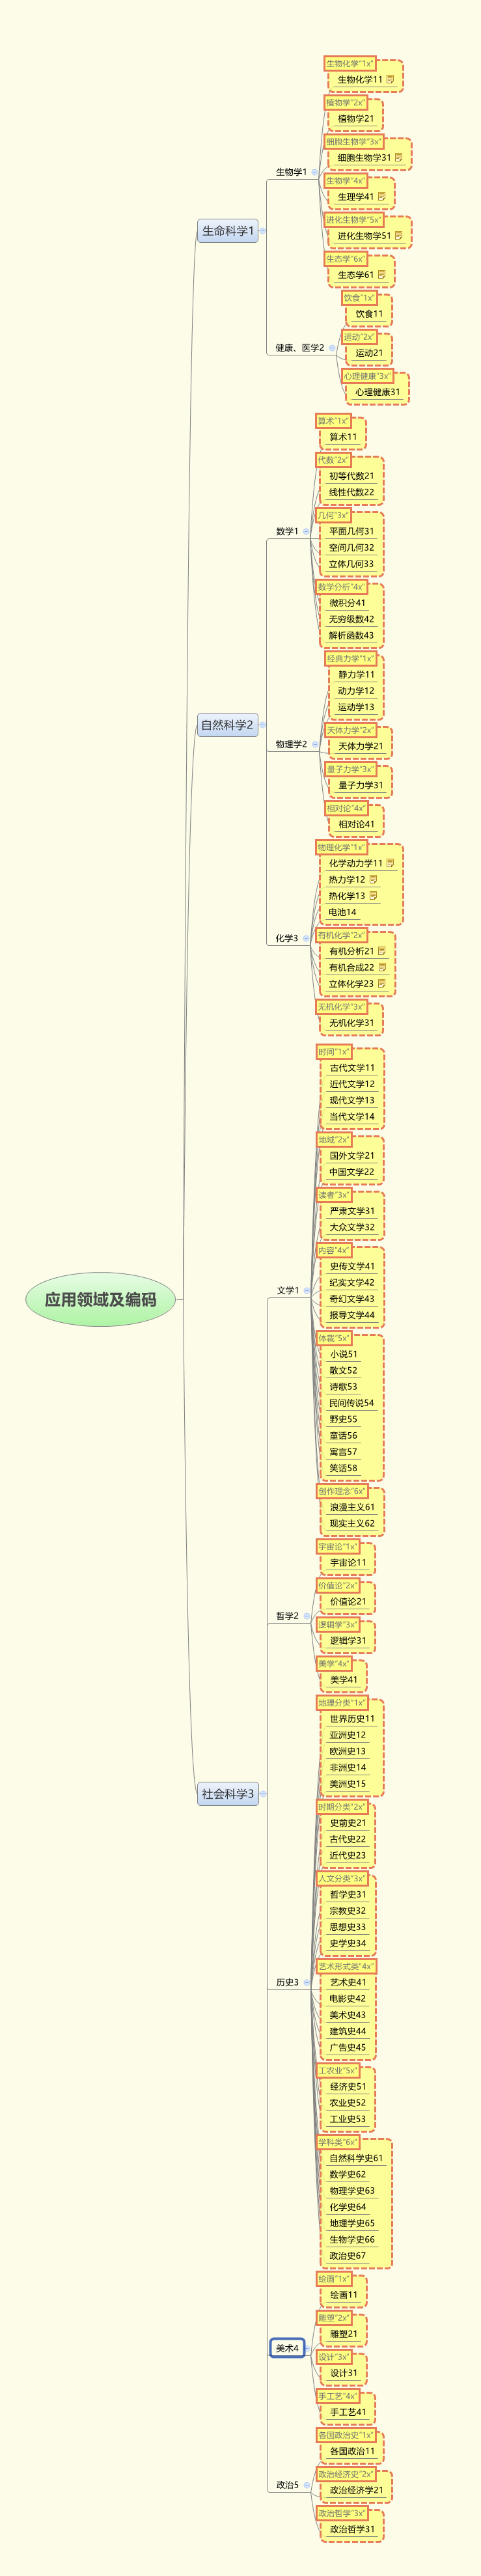 应用领域及编码
生命科学1
生物学1
生物化学"1x"
生物化学11
植物学"2x"
植物学21
细胞生物学"3x"
细胞生物学31
生物学"4x"
生理学41
进化生物学"5x"
进化生物学51
生态学"6x"
生态学61
健康、医学2
饮食"1x"
饮食11
运动"2x"
运动21
心理健康"3x"
心理健康31
自然科学2
数学1
算术"1x"
算术11
代数"2x"
初等代数21
线性代数22
几何"3x"
平面几何31
空间几何32
立体几何33
数学分析"4x"
微积分41
无穷级数42
解析函数43
物理学2
经典力学"1x"
静力学11
动力学12
运动学13
天体力学"2x"
天体力学21
量子力学"3x"
量子力学31
相对论"4x"
相对论41
化学3
物理化学"1x"
化学动力学11
热力学12
热化学13
电池14
有机化学"2x"
有机分析21
有机合成22
立体化学23
无机化学"3x"
无机化学31
社会科学3
文学1
时间"1x"
古代文学11
近代文学12
现代文学13
当代文学14
地域"2x"
国外文学21
中国文学22
读者"3x"
严肃文学31
大众文学32
内容"4x"
史传文学41
纪实文学42
奇幻文学43
报导文学44
体裁"5x"
小说51
散文52
诗歌53
民间传说54
野史55
童话56
寓言57
笑话58
创作理念"6x"
浪漫主义61
现实主义62
哲学2
宇宙论"1x"
宇宙论11
价值论"2x"
价值论21
逻辑学"3x"
逻辑学31
美学"4x"
美学41
历史3
地理分类"1x"
世界历史11
亚洲史12
欧洲史13
非洲史14
美洲史15
时期分类"2x"
史前史21
古代史22
近代史23
人文分类"3x"
哲学史31
宗教史32
思想史33
史学史34
艺术形式类"4x"
艺术史41
电影史42
美术史43
建筑史44
广告史45
工农业"5x"
经济史51
农业史52
工业史53
学科类"6x"
自然科学史61
数学史62
物理学史63
化学史64
地理学史65
生物学史66
政治史67
美术4
绘画"1x"
绘画11
雕塑"2x"
雕塑21
设计"3x"
设计31
手工艺"4x"
手工艺41
政治5
各国政治史"1x"
各国政治11
政治经济史"2x"
政治经济学21
政治哲学"3x"
政治哲学31